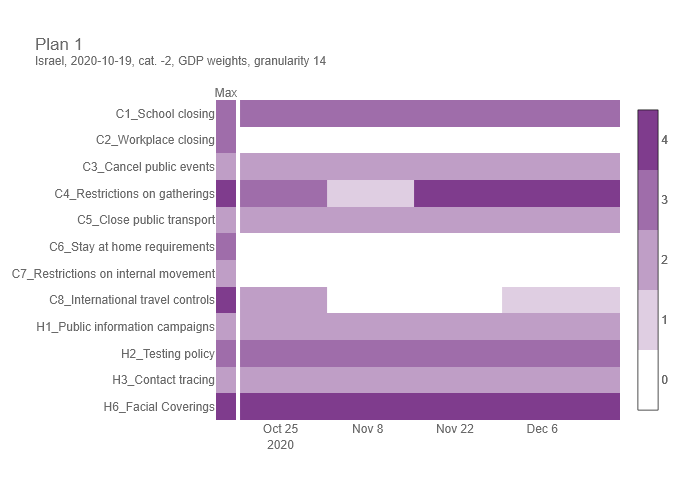 Plan 1
Israel, 2020-10-19, cat. -2, GDP weights, granularity 14
Max
C1_School closing
C2_Workplace closing
C3_Cancel public events
C4_Restrictions on gatherings
C5_Close public transport
C6_Stay at home requirements
C7_Restrictions on internal movement
C8_International travel controls
H1_Public information campaigns
H2_Testing policy
H3_Contact tracing
H6_Facial Coverings
4
3
2
1
0
Oct 25
2020
Nov 8
Nov 22
Dec 6